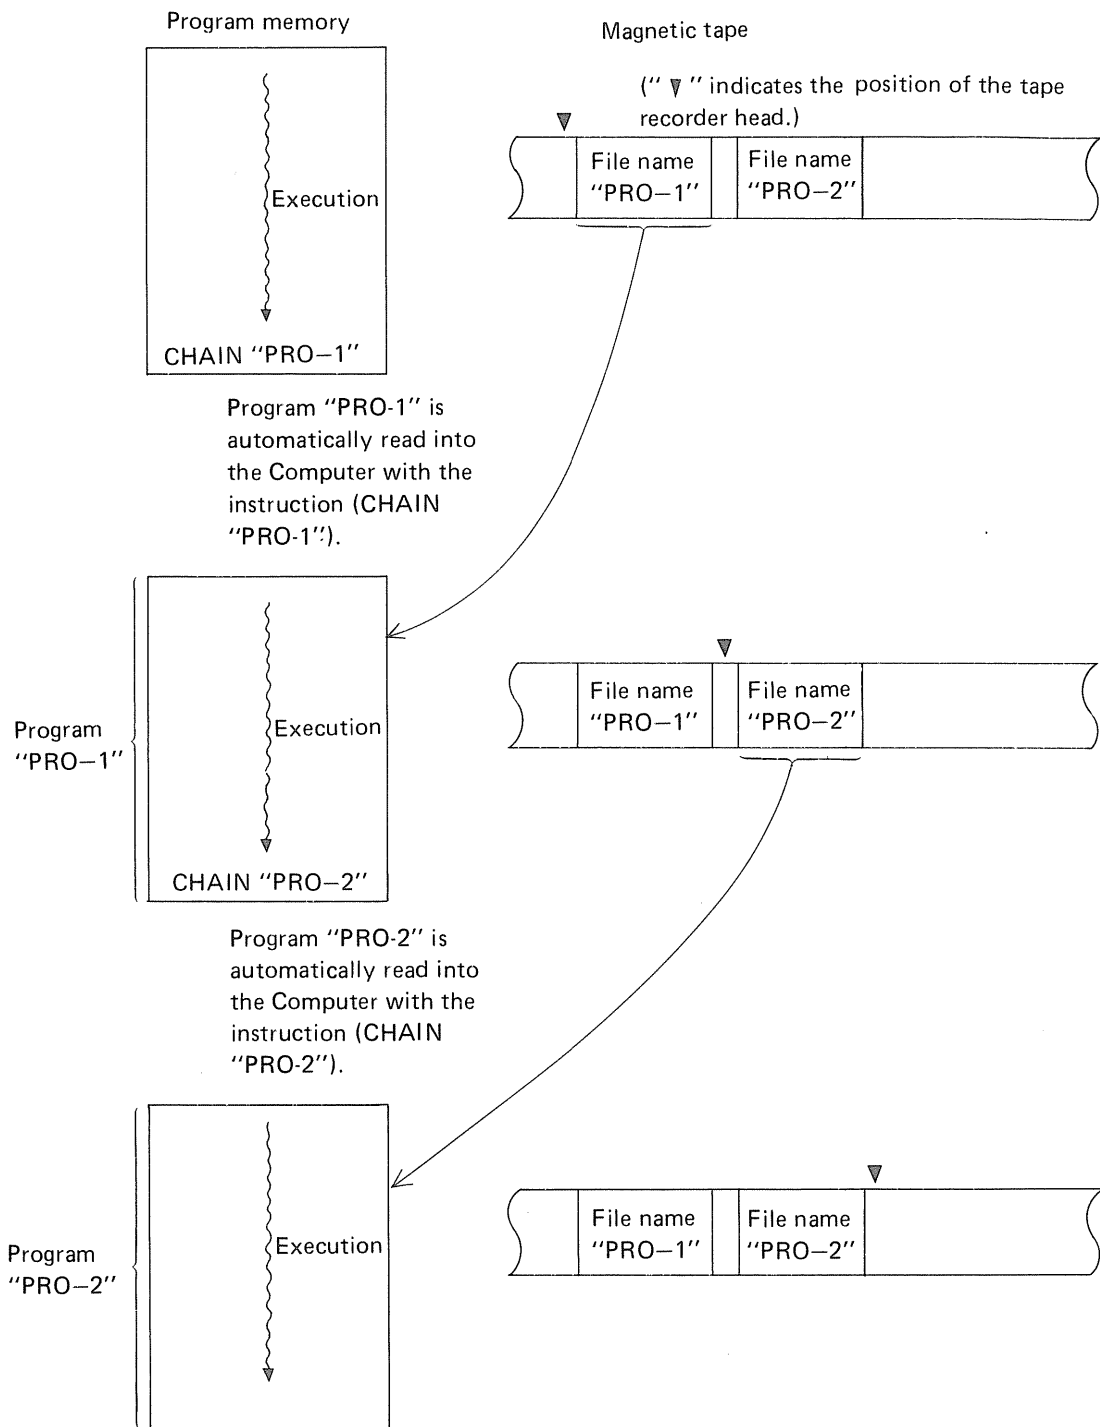 Program memory
Magnetic tape
(“ ▼ ” indicates the position of the tape
recorder head.)
File name
“PRO–1”
File name
“PRO–2”
Execution
CHAIN “PRO–1”
Program “PRO-1” is
automatically read into
the Computer with the
instruction (CHAIN
“PRO-1”).
Program
“PRO–1”
Execution
CHAIN “PRO–2”
File name
“PRO–1”
File name
“PRO–2”
Program “PRO-2” is
automatically read into
the Computer with the
instruction (CHAIN
“PRO-2”).
Program
“PRO–2”
Execution
File name
“PRO–1”
File name
“PRO–2”